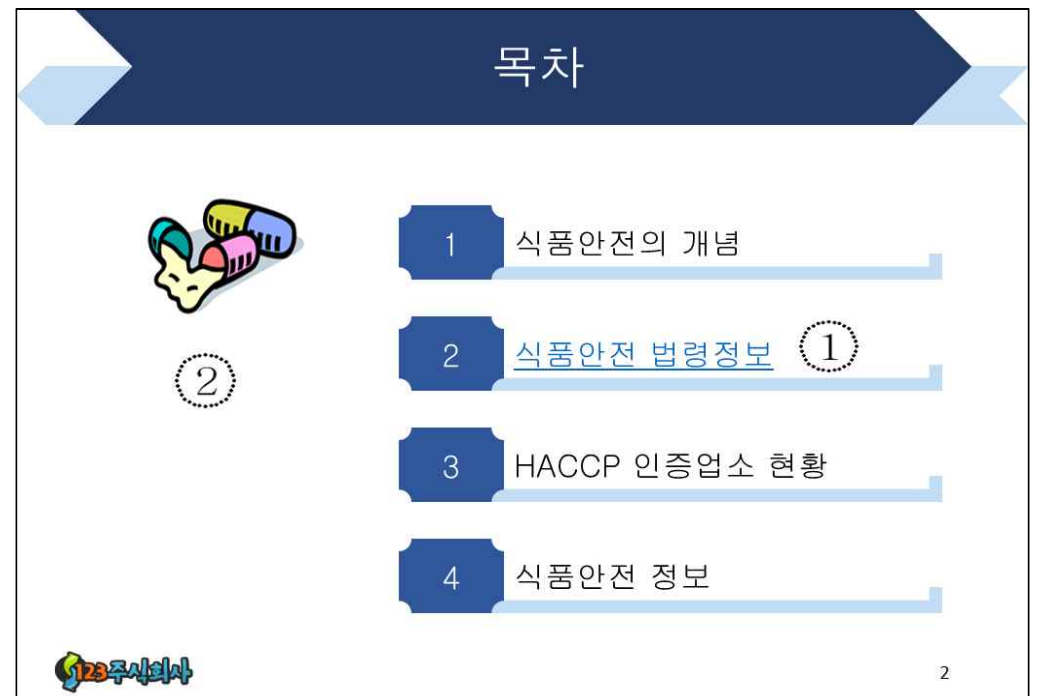 목차
1 식품안전의 개념
2 식품안전 법령정보 ①
②
3 HACCP 인증업소 현황
4 식품안전 정보
123주식회사
2